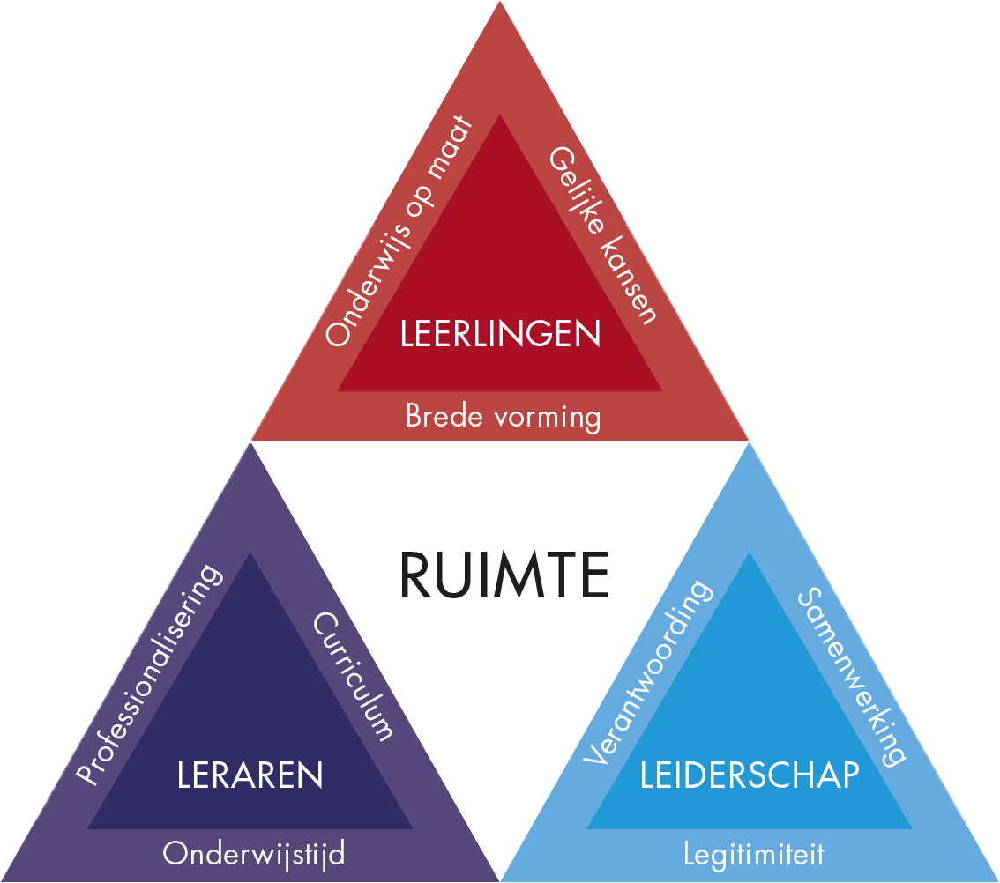 Onderwijs op maat
Gelijke kansen
LEERLINGEN
Brede vorming
RUIMTE
Professionalisering
Curriculum
LERAREN
Onderwijstijd
Verantwoording
Samenwerking
LEIDERSCHAP
Legitimiteit